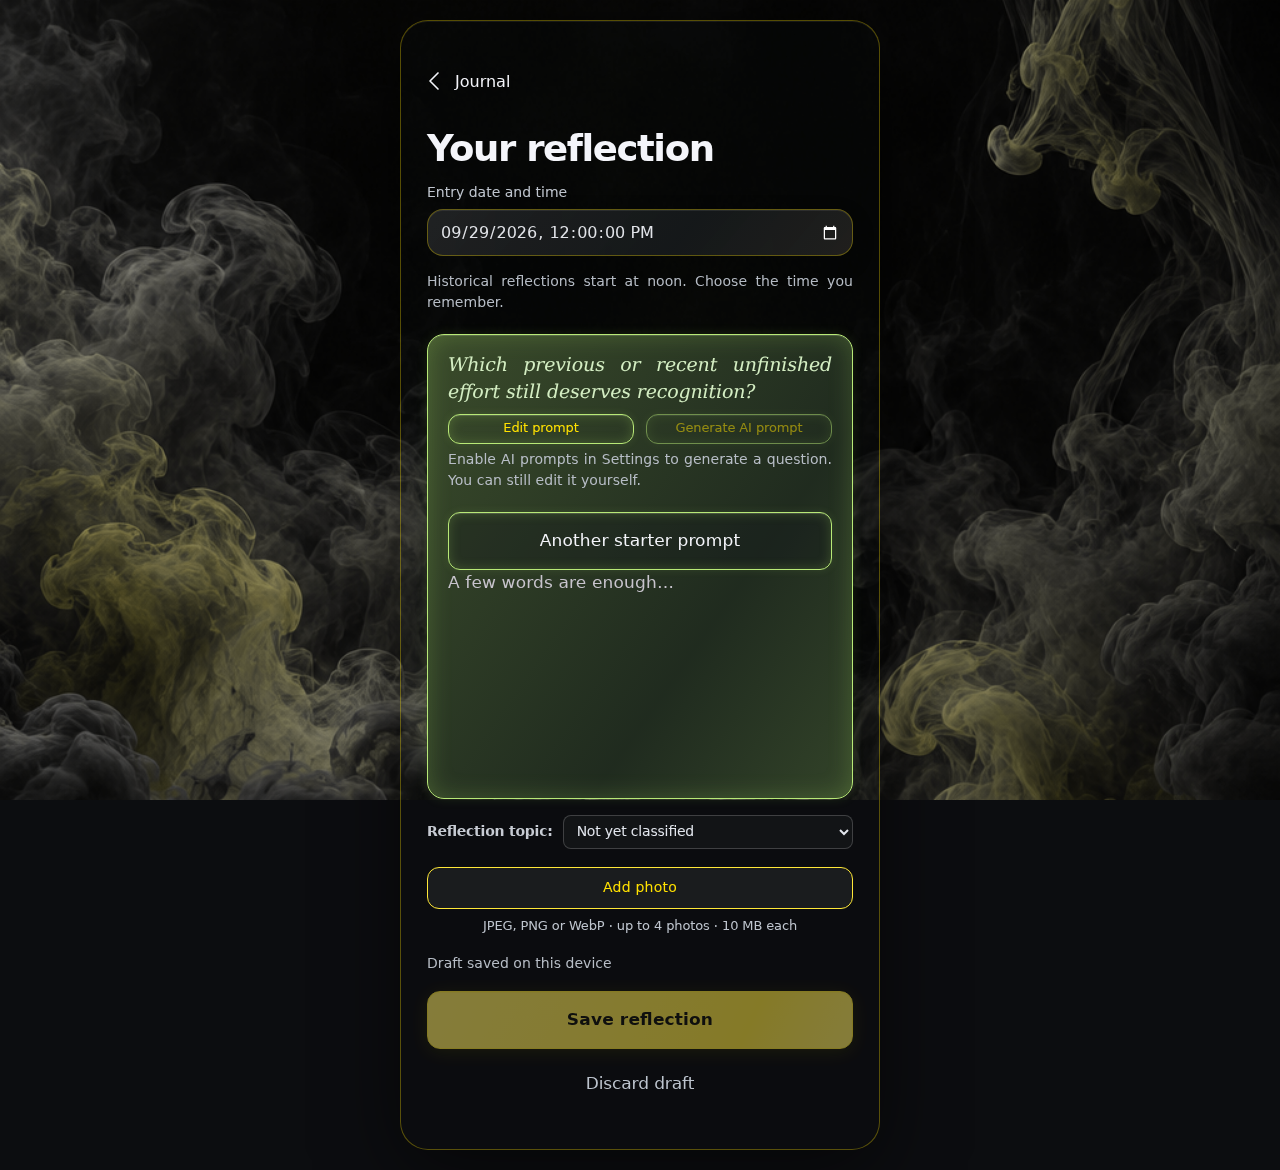 Journal
Your reflection
Entry date and time
09/29/2026, 12:00:00 PM
Historical reflections start at noon. Choose the time you
remember.
Which previous or recent unfinished
effort still deserves recognition?
Edit prompt
Generate AI prompt
Enable AI prompts in Settings to generate a question.
You can still edit it yourself.
Another starter prompt
A few words are enough...
Reflection topic:
Not yet classified
Add photo
JPEG, PNG or WebP · up to 4 photos · 10 MB each
Draft saved on this device
Save reflection
Discard draft